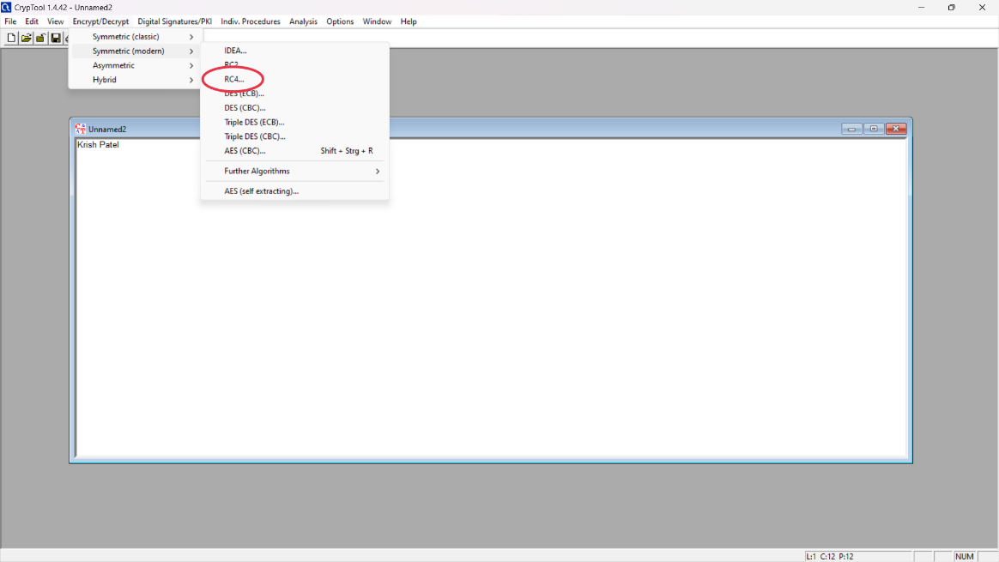 CrypTool 1.4.42 - Unnamed2
File Edit View Encrypt/Decrypt Digital Signatures/PKI Indiv. Procedures Analysis Options Window Help
Symmetric (classic)
Symmetric (modern)
Asymmetric
Hybrid
IDEA...
RC2...
RC4...
DES (ECB)...
DES (CBC)...
Triple DES (ECB)...
Triple DES (CBC)...
AES (CBC)... Shift + Strg + R
Further Algorithms
AES (self extracting)...
Unnamed2
Krish Patel
L:1 C:12 P:12
NUM